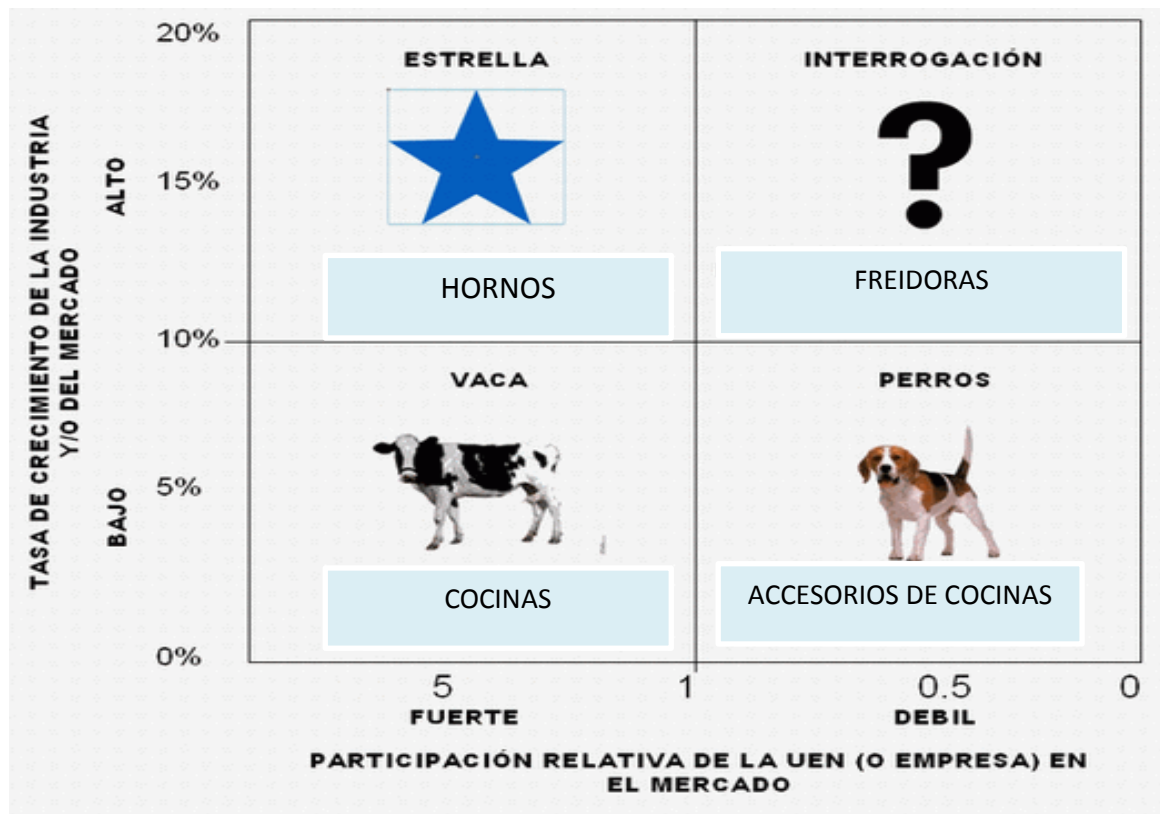 20%
ESTRELLA
INTERROGACIÓN
?
TASA DE CRECIMIENTO DE LA INDUSTRIA
Y/O DEL MERCADO
ALTO
15%
HORNOS
FREIDORAS
10%
VACA
PERROS
BAJO
5%
COCINAS
ACCESORIOS DE COCINAS
0%
5
1
0.5
0
FUERTE
DEBIL
PARTICIPACIÓN RELATIVA DE LA UEN (O EMPRESA) EN
EL MERCADO